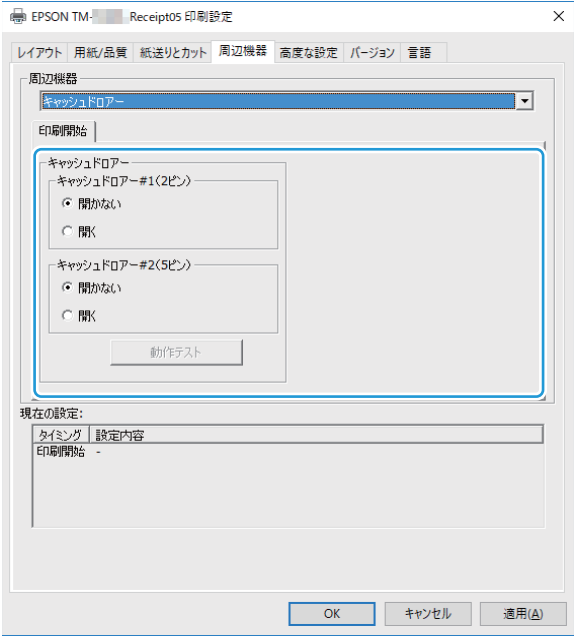 EPSON TM- Receipt05 印刷設定
レイアウト 用紙/品質 紙送りとカット 周辺機器 高度な設定 バージョン 言語
周辺機器
キャッシュドロアー
印刷開始
キャッシュドロアー
キャッシュドロアー#1(2ピン)
開かない
開く
キャッシュドロアー#2(5ピン)
開かない
開く
動作テスト
現在の設定:
タイミング 設定内容
印刷開始 -
OK キャンセル 適用(A)